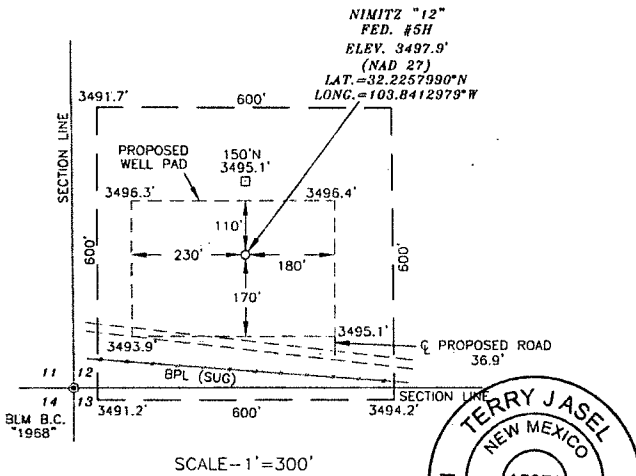 NIMITZ "12"
FED. #5H
ELEV. 3497.9'
(NAD 27)
LAT.=32.2257990°N
LONG.=103.8412979°W
3491.7'
600'
SECTION LINE
PROPOSED
WELL PAD
150'N
3495.1'
3496.3'
3496.4'
110'
600'
230'
180'
600'
170'
3493.9'
3495.1'
℄ PROPOSED ROAD
36.9'
BPL (SUG)
11 12
14 13
SECTION LINE
BLM B.C.
"1968"
3491.2'
600'
3494.2'
SCALE--1'=300'
TERRY J ASEL
NEW MEXICO